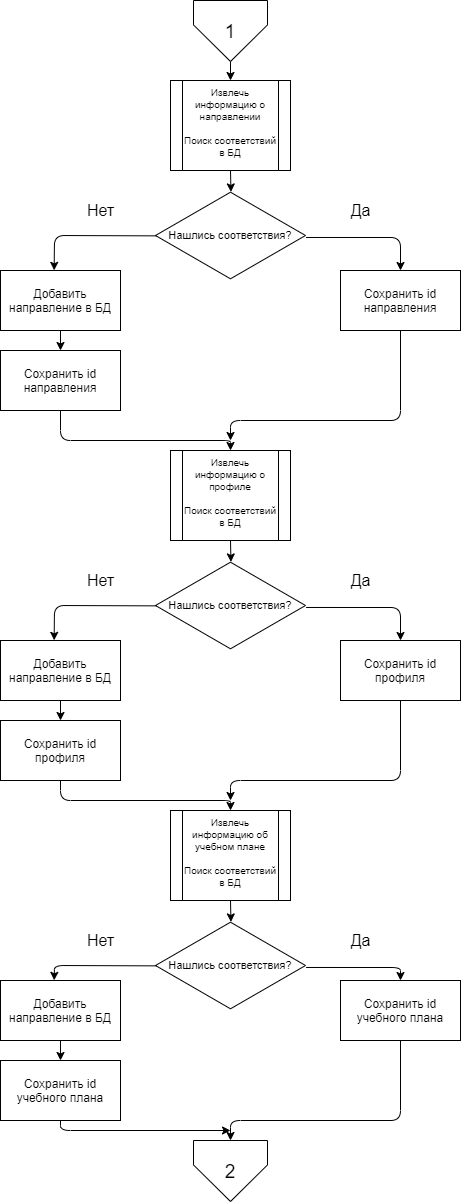 1
Извлечь
информацию о
направлении
Поиск соответствий
в БД
Нет
Да
Нашлись соответствия?
Добавить
направление в БД
Сохранить id
направления
Сохранить id
направления
Извлечь
информацию о
профиле
Поиск соответствий
в БД
Нет
Да
Нашлись соответствия?
Добавить
направление в БД
Сохранить id
профиля
Сохранить id
профиля
Извлечь
информацию об
учебном плане
Поиск соответствий
в БД
Нет
Да
Нашлись соответствия?
Добавить
направление в БД
Сохранить id
учебного плана
Сохранить id
учебного плана
2